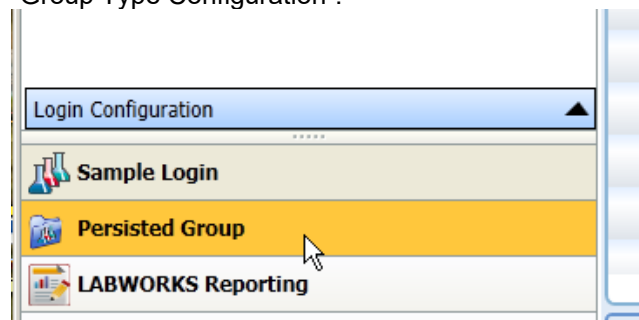 Group Type Configuration".
Login Configuration
Sample Login
Persisted Group
LABWORKS Reporting